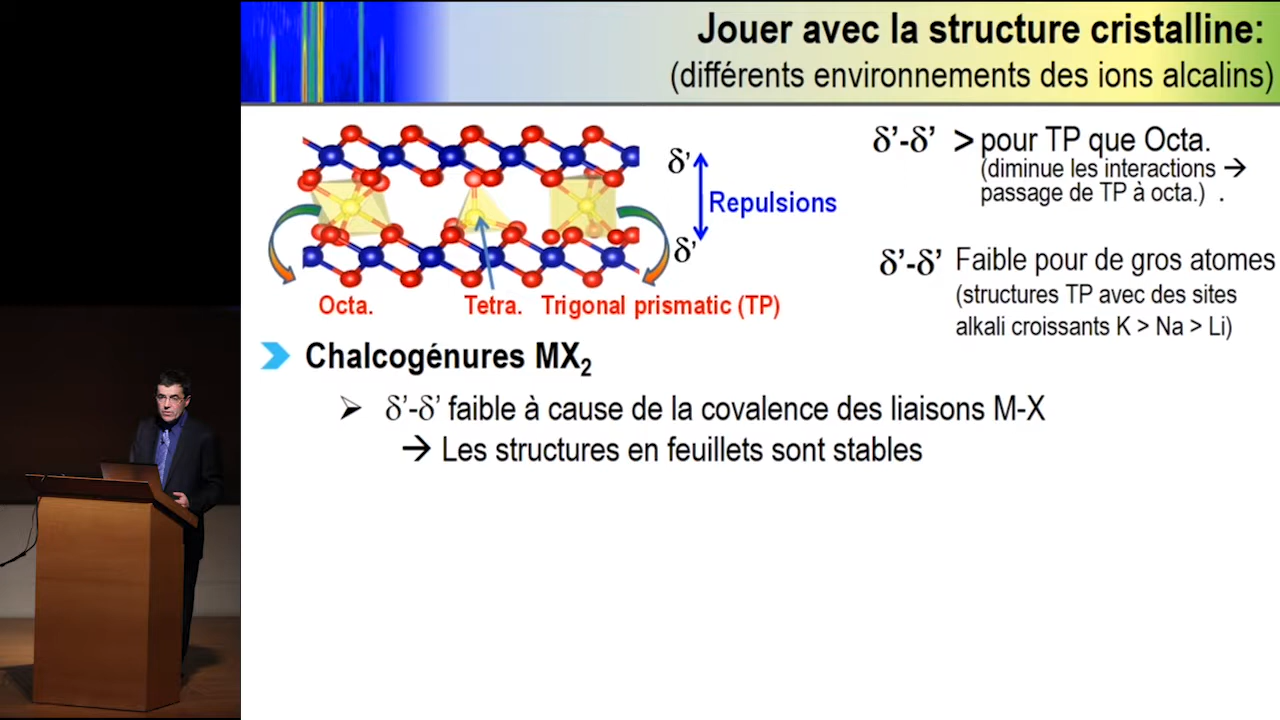 Jouer avec la structure cristalline:
(différents environnements des ions alcalins)
δ’
Repulsions
δ’
Octa.
Tetra.
Trigonal prismatic (TP)
δ’-δ’ > pour TP que Octa.
(diminue les interactions →
passage de TP à octa.) .
δ’-δ’ Faible pour de gros atomes
(structures TP avec des sites
alkali croissants K > Na > Li)
Chalcogénures MX₂
➢ δ’-δ’ faible à cause de la covalence des liaisons M-X
→ Les structures en feuillets sont stables